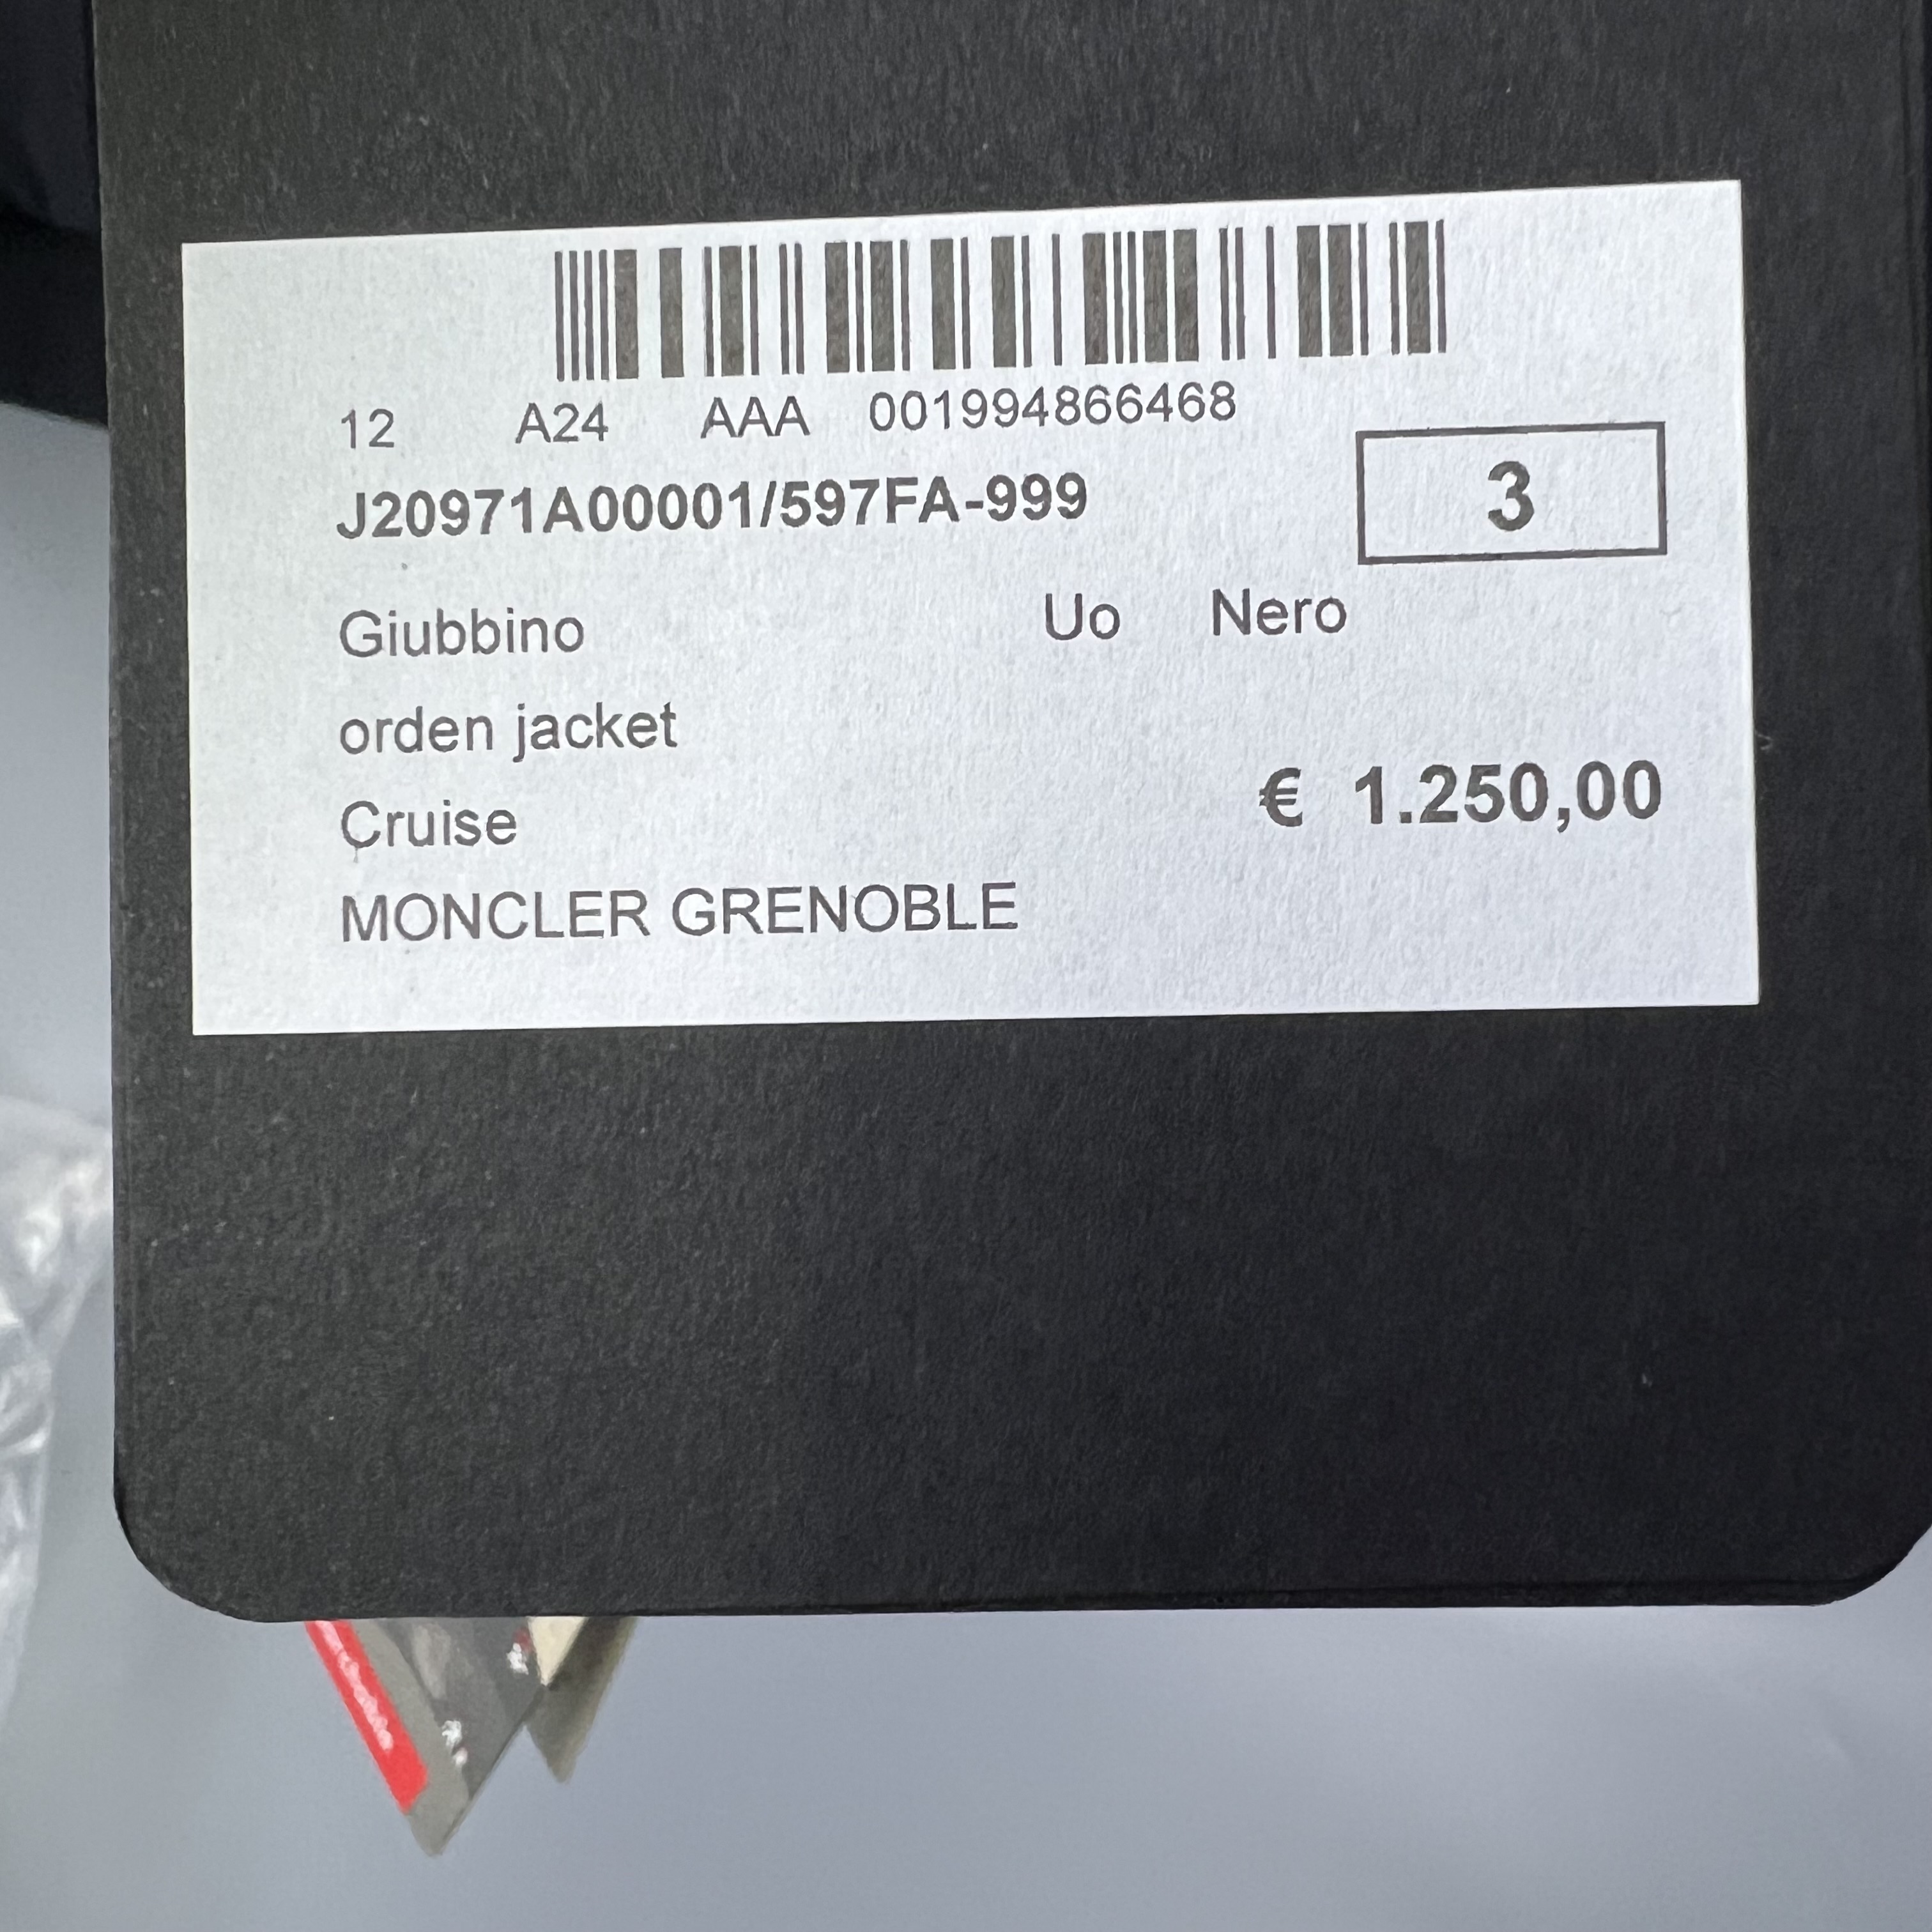 12 A24 AAA 001994866468
J20971A00001/597FA-999
3
Giubbino Uo Nero
orden jacket
Cruise
€ 1.250,00
MONCLER GRENOBLE